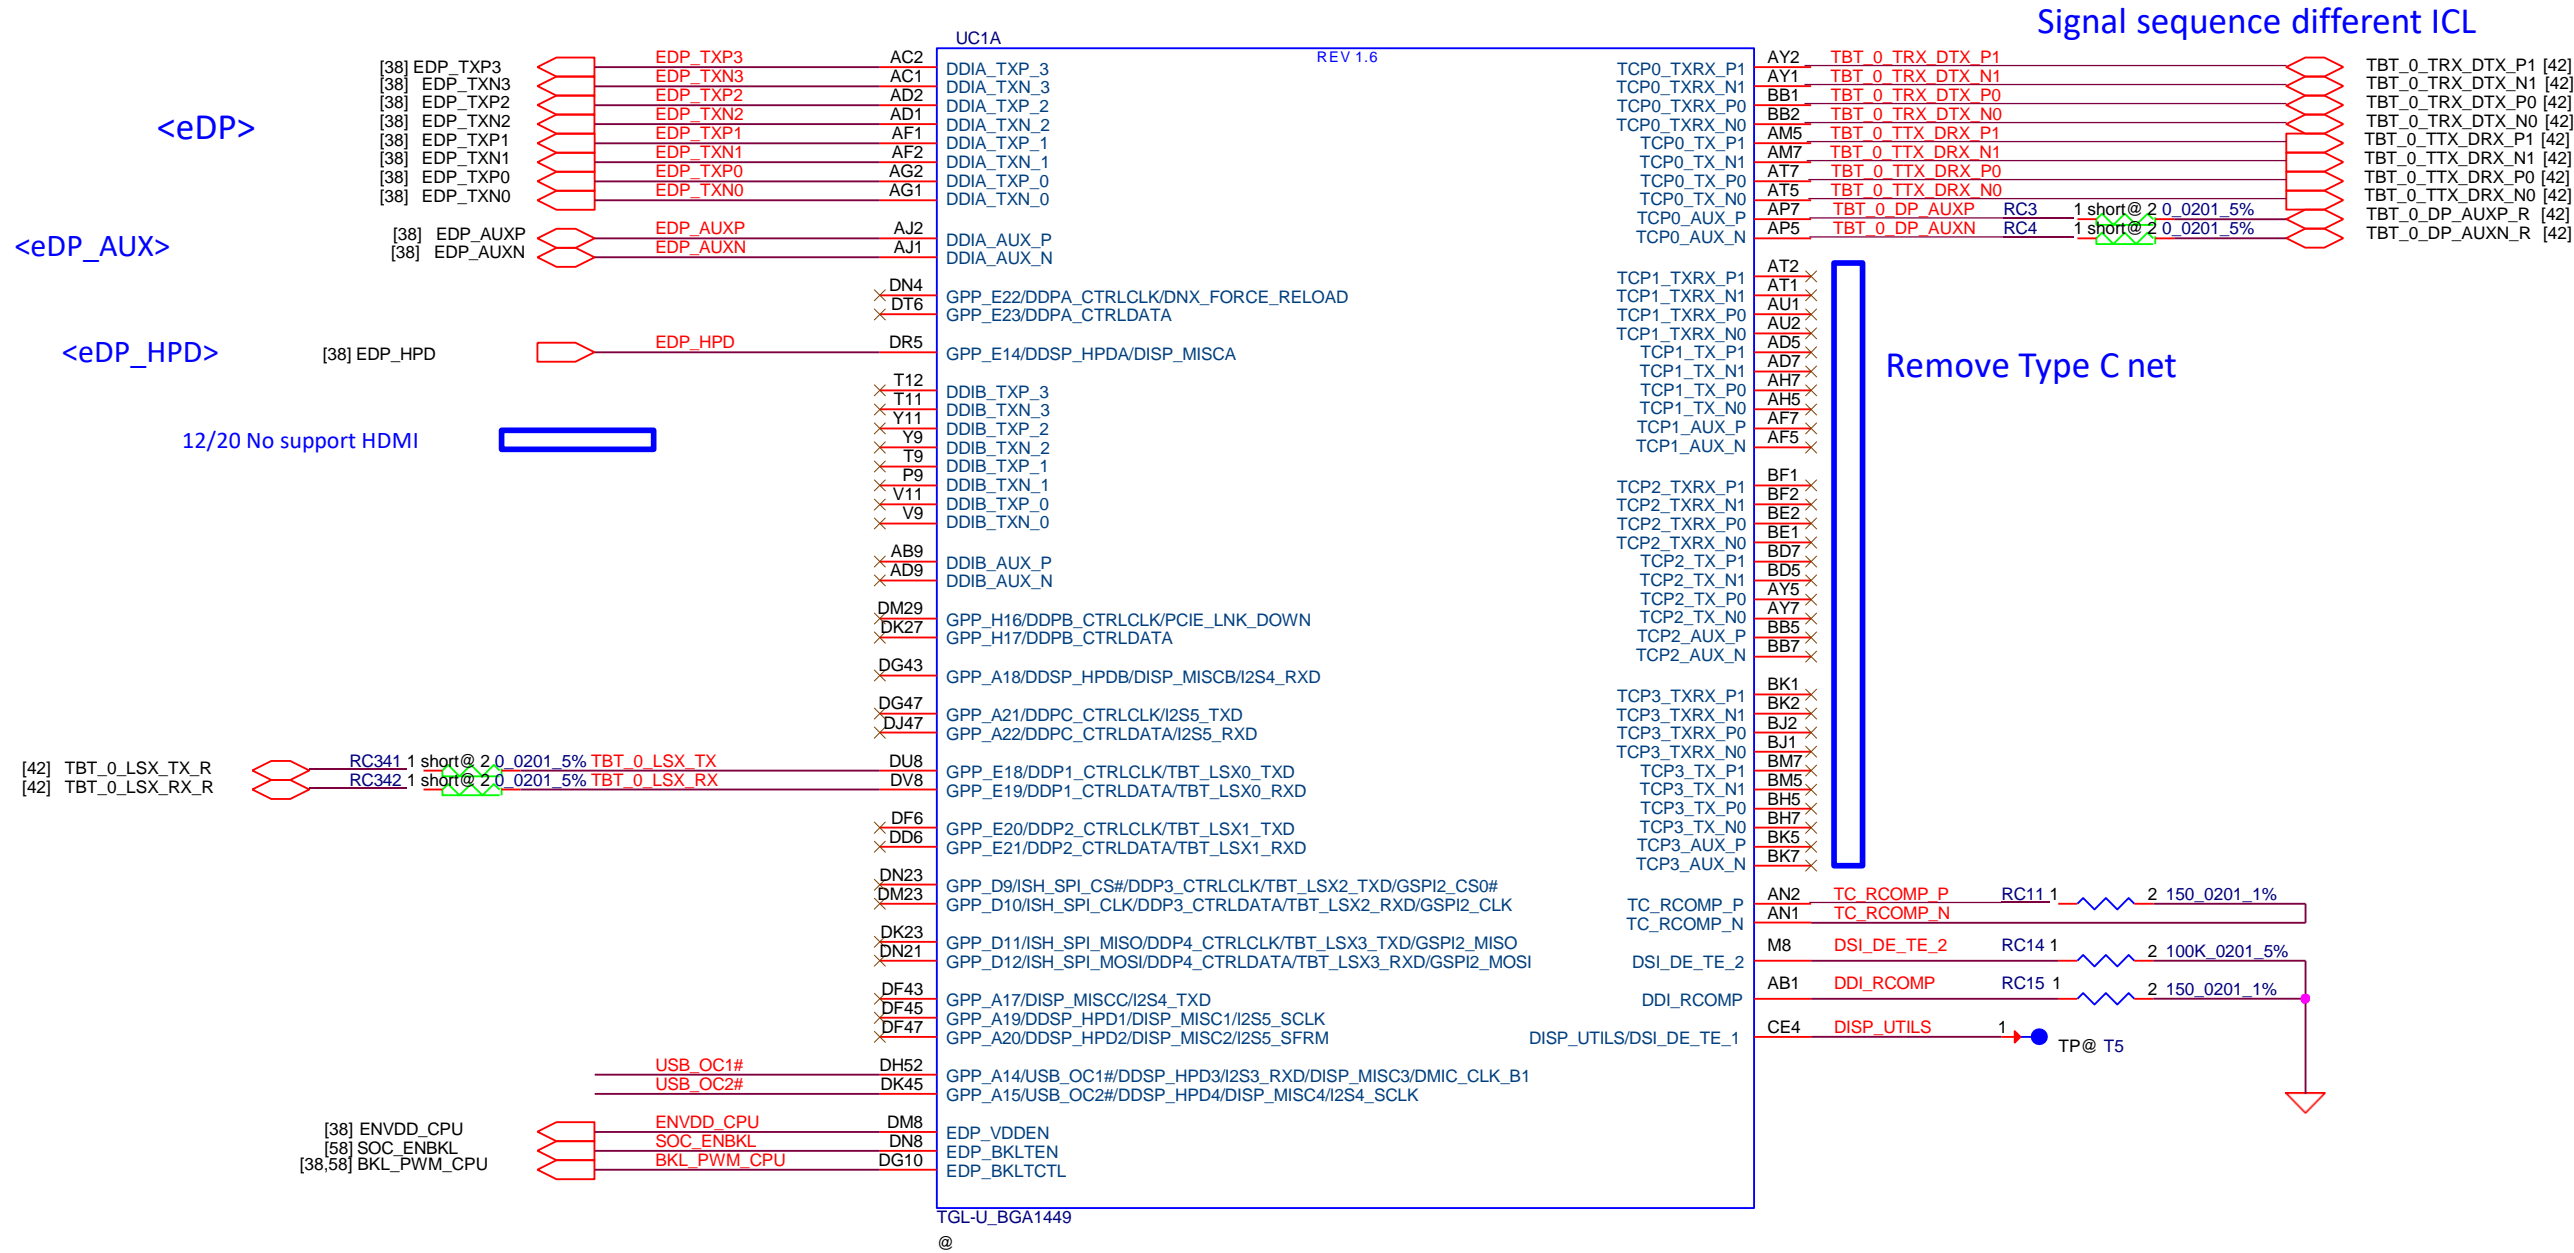 Signal sequence different ICL
UC1A
REV 1.6
<eDP>
[38] EDP_TXP3 EDP_TXP3 AC2 DDIA_TXP_3
[38] EDP_TXN3 EDP_TXN3 AC1 DDIA_TXN_3
[38] EDP_TXP2 EDP_TXP2 AD2 DDIA_TXP_2
[38] EDP_TXN2 EDP_TXN2 AD1 DDIA_TXN_2
[38] EDP_TXP1 EDP_TXP1 AF1 DDIA_TXP_1
[38] EDP_TXN1 EDP_TXN1 AF2 DDIA_TXN_1
[38] EDP_TXP0 EDP_TXP0 AG2 DDIA_TXP_0
[38] EDP_TXN0 EDP_TXN0 AG1 DDIA_TXN_0
<eDP_AUX>
[38] EDP_AUXP EDP_AUXP AJ2 DDIA_AUX_P
[38] EDP_AUXN EDP_AUXN AJ1 DDIA_AUX_N
DN4 GPP_E22/DDPA_CTRLCLK/DNX_FORCE_RELOAD
DT6 GPP_E23/DDPA_CTRLDATA
<eDP_HPD>
[38] EDP_HPD EDP_HPD DR5 GPP_E14/DDSP_HPDA/DISP_MISCA
T12 DDIB_TXP_3
T11 DDIB_TXN_3
Y11 DDIB_TXP_2
Y9 DDIB_TXN_2
T9 DDIB_TXP_1
P9 DDIB_TXN_1
V11 DDIB_TXP_0
V9 DDIB_TXN_0
12/20 No support HDMI
AB9 DDIB_AUX_P
AD9 DDIB_AUX_N
DM29 GPP_H16/DDPB_CTRLCLK/PCIE_LNK_DOWN
DK27 GPP_H17/DDPB_CTRLDATA
DG43 GPP_A18/DDSP_HPDB/DISP_MISCB/I2S4_RXD
DG47 GPP_A21/DDPC_CTRLCLK/I2S5_TXD
DJ47 GPP_A22/DDPC_CTRLDATA/I2S5_RXD
[42] TBT_0_LSX_TX_R RC341 1 short@ 2 0_0201_5% TBT_0_LSX_TX DU8 GPP_E18/DDP1_CTRLCLK/TBT_LSX0_TXD
[42] TBT_0_LSX_RX_R RC342 1 short@ 2 0_0201_5% TBT_0_LSX_RX DV8 GPP_E19/DDP1_CTRLDATA/TBT_LSX0_RXD
DF6 GPP_E20/DDP2_CTRLCLK/TBT_LSX1_TXD
DD6 GPP_E21/DDP2_CTRLDATA/TBT_LSX1_RXD
DN23 GPP_D9/ISH_SPI_CS#/DDP3_CTRLCLK/TBT_LSX2_TXD/GSPI2_CS0#
DM23 GPP_D10/ISH_SPI_CLK/DDP3_CTRLDATA/TBT_LSX2_RXD/GSPI2_CLK
DK23 GPP_D11/ISH_SPI_MISO/DDP4_CTRLCLK/TBT_LSX3_TXD/GSPI2_MISO
DN21 GPP_D12/ISH_SPI_MOSI/DDP4_CTRLDATA/TBT_LSX3_RXD/GSPI2_MOSI
DF43 GPP_A17/DISP_MISCC/I2S4_TXD
DF45 GPP_A19/DDSP_HPD1/DISP_MISC1/I2S5_SCLK
DF47 GPP_A20/DDSP_HPD2/DISP_MISC2/I2S5_SFRM
USB_OC1# DH52 GPP_A14/USB_OC1#/DDSP_HPD3/I2S3_RXD/DISP_MISC3/DMIC_CLK_B1
USB_OC2# DK45 GPP_A15/USB_OC2#/DDSP_HPD4/DISP_MISC4/I2S4_SCLK
[38] ENVDD_CPU ENVDD_CPU DM8 EDP_VDDEN
[58] SOC_ENBKL SOC_ENBKL DN8 EDP_BKLTEN
[38,58] BKL_PWM_CPU BKL_PWM_CPU DG10 EDP_BKLTCTL
TCP0_TXRX_P1 AY2 TBT_0_TRX_DTX_P1 TBT_0_TRX_DTX_P1 [42]
TCP0_TXRX_N1 AY1 TBT_0_TRX_DTX_N1 TBT_0_TRX_DTX_N1 [42]
TCP0_TXRX_P0 BB1 TBT_0_TRX_DTX_P0 TBT_0_TRX_DTX_P0 [42]
TCP0_TXRX_N0 BB2 TBT_0_TRX_DTX_N0 TBT_0_TRX_DTX_N0 [42]
TCP0_TX_P1 AM5 TBT_0_TTX_DRX_P1 TBT_0_TTX_DRX_P1 [42]
TCP0_TX_N1 AM7 TBT_0_TTX_DRX_N1 TBT_0_TTX_DRX_N1 [42]
TCP0_TX_P0 AT7 TBT_0_TTX_DRX_P0 TBT_0_TTX_DRX_P0 [42]
TCP0_TX_N0 AT5 TBT_0_TTX_DRX_N0 TBT_0_TTX_DRX_N0 [42]
TCP0_AUX_P AP7 TBT_0_DP_AUXP RC3 1 short@ 2 0_0201_5% TBT_0_DP_AUXP_R [42]
TCP0_AUX_N AP5 TBT_0_DP_AUXN RC4 1 short@ 2 0_0201_5% TBT_0_DP_AUXN_R [42]
TCP1_TXRX_P1 AT2
TCP1_TXRX_N1 AT1
TCP1_TXRX_P0 AU1
TCP1_TXRX_N0 AU2
TCP1_TX_P1 AD5
TCP1_TX_N1 AD7
TCP1_TX_P0 AH7
TCP1_TX_N0 AH5
TCP1_AUX_P AF7
TCP1_AUX_N AF5
Remove Type C net
TCP2_TXRX_P1 BF1
TCP2_TXRX_N1 BF2
TCP2_TXRX_P0 BE2
TCP2_TXRX_N0 BE1
TCP2_TX_P1 BD7
TCP2_TX_N1 BD5
TCP2_TX_P0 AY5
TCP2_TX_N0 AY7
TCP2_AUX_P BB5
TCP2_AUX_N BB7
TCP3_TXRX_P1 BK1
TCP3_TXRX_N1 BK2
TCP3_TXRX_P0 BJ2
TCP3_TXRX_N0 BJ1
TCP3_TX_P1 BM7
TCP3_TX_N1 BM5
TCP3_TX_P0 BH5
TCP3_TX_N0 BH7
TCP3_AUX_P BK5
TCP3_AUX_N BK7
TC_RCOMP_P AN2 TC_RCOMP_P RC11 1 2 150_0201_1%
TC_RCOMP_N AN1 TC_RCOMP_N
DSI_DE_TE_2 M8 DSI_DE_TE_2 RC14 1 2 100K_0201_5%
DDI_RCOMP AB1 DDI_RCOMP RC15 1 2 150_0201_1%
DISP_UTILS/DSI_DE_TE_1 CE4 DISP_UTILS 1 TP@ T5
TGL-U_BGA1449
@